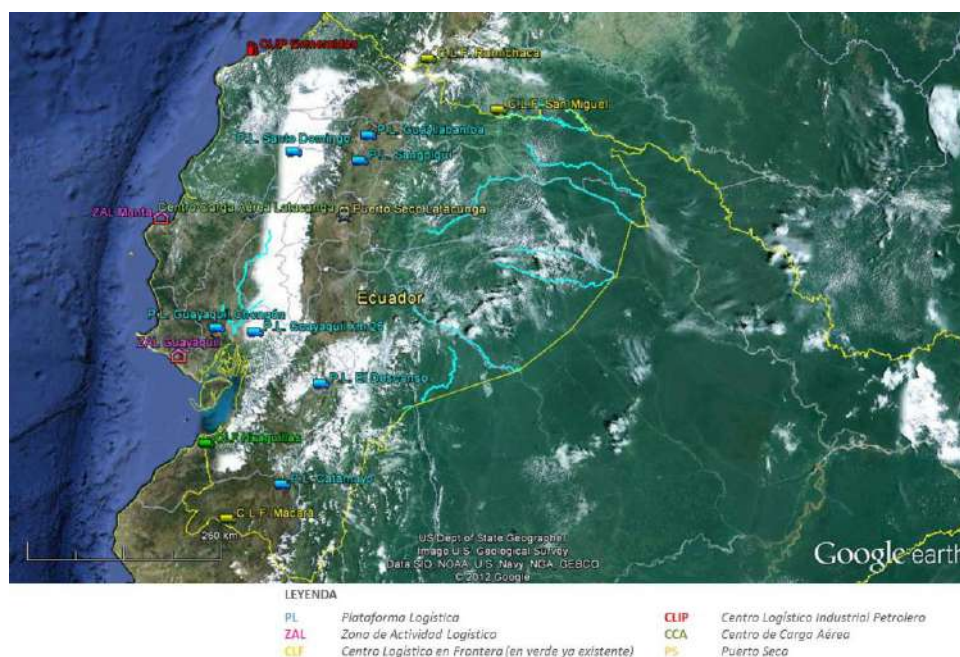 CLIP Esmeraldas
C.L.F. Rumichaca
C.L.F. San Miguel
P.L. Guayllabamba
P.L. Santo Domingo
P.L. Sangolquí
Centro Carga Aérea Latacunga
Puerto Seco Latacunga
ZAL Manta
Ecuador
P.L. Guayaquil
P.L. Guayaquil km 26
ZAL Guayaquil
P.L. El Descanso
CLF Huaquillas
P.L. Catamayo
C.L.F. Macará
260 km
US Dept of State Geographer
Image U.S. Geological Survey
Data SIO, NOAA, U.S. Navy, NGA, GEBCO
© 2012 Google
Google earth
LEYENDA
PL Plataforma Logística CLIP Centro Logístico Industrial Petrolero
ZAL Zona de Actividad Logística CCA Centro de Carga Aérea
CLF Centro Logístico en Frontera (en verde ya existente) PS Puerto Seco